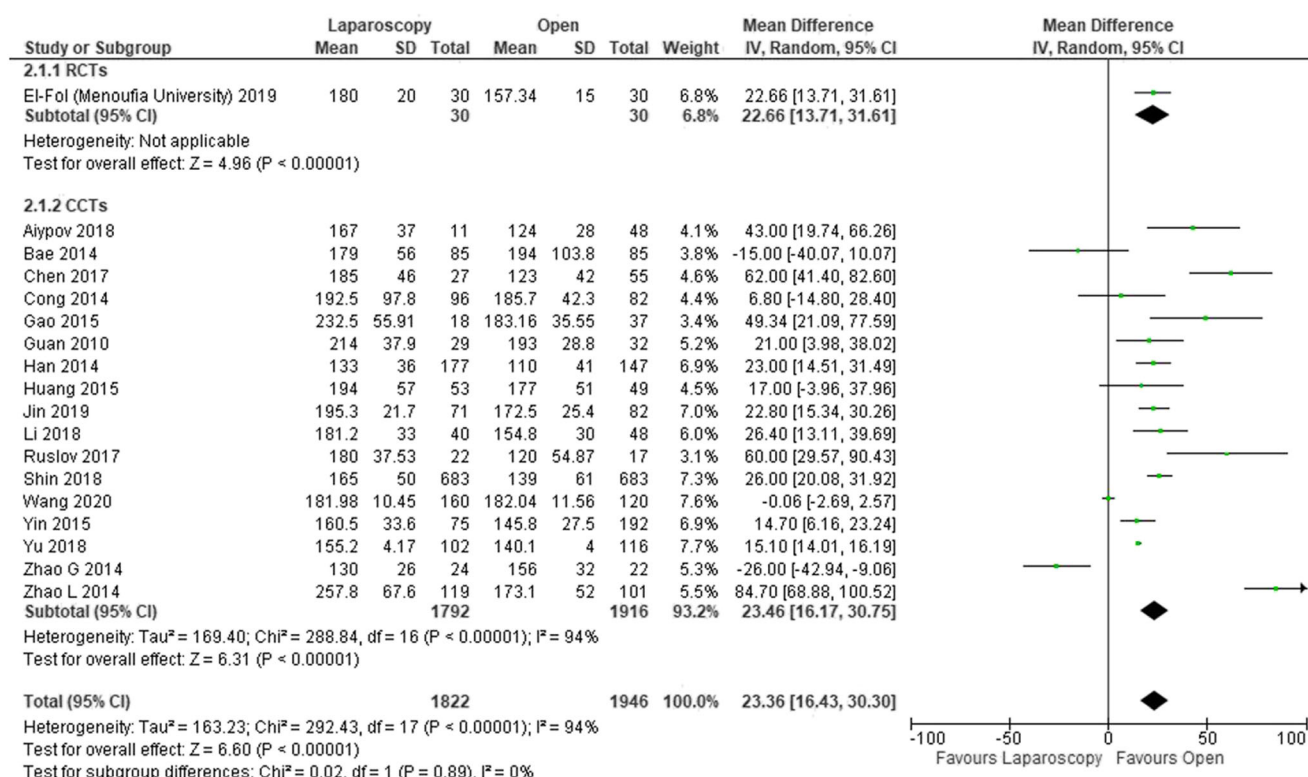 Laparoscopy Open Mean Difference Mean Difference
Study or Subgroup Mean SD Total Mean SD Total Weight IV, Random, 95% CI IV, Random, 95% CI
2.1.1 RCTs
El-Fol (Menoufia University) 2019 180 20 30 157.34 15 30 6.8% 22.66 [13.71, 31.61]
Subtotal (95% CI) 30 30 6.8% 22.66 [13.71, 31.61]
Heterogeneity: Not applicable
Test for overall effect: Z = 4.96 (P < 0.00001)
2.1.2 CCTs
Aiypov 2018 167 37 11 124 28 48 4.1% 43.00 [19.74, 66.26]
Bae 2014 179 56 85 194 103.8 85 3.8% -15.00 [-40.07, 10.07]
Chen 2017 185 46 27 123 42 55 4.6% 62.00 [41.40, 82.60]
Cong 2014 192.5 97.8 96 185.7 42.3 82 4.4% 6.80 [-14.80, 28.40]
Gao 2015 232.5 55.91 18 183.16 35.55 37 3.4% 49.34 [21.09, 77.59]
Guan 2010 214 37.9 29 193 28.8 32 5.2% 21.00 [3.98, 38.02]
Han 2014 133 36 177 110 41 147 6.9% 23.00 [14.51, 31.49]
Huang 2015 194 57 53 177 51 49 4.5% 17.00 [-3.96, 37.96]
Jin 2019 195.3 21.7 71 172.5 25.4 82 7.0% 22.80 [15.34, 30.26]
Li 2018 181.2 33 40 154.8 30 48 6.0% 26.40 [13.11, 39.69]
Ruslov 2017 180 37.53 22 120 54.87 17 3.1% 60.00 [29.57, 90.43]
Shin 2018 165 50 683 139 61 683 7.3% 26.00 [20.08, 31.92]
Wang 2020 181.98 10.45 160 182.04 11.56 120 7.6% -0.06 [-2.69, 2.57]
Yin 2015 160.5 33.6 75 145.8 27.5 192 6.9% 14.70 [6.16, 23.24]
Yu 2018 155.2 4.17 102 140.1 4 116 7.7% 15.10 [14.01, 16.19]
Zhao G 2014 130 26 24 156 32 22 5.3% -26.00 [-42.94, -9.06]
Zhao L 2014 257.8 67.6 119 173.1 52 101 5.5% 84.70 [68.88, 100.52]
Subtotal (95% CI) 1792 1916 93.2% 23.46 [16.17, 30.75]
Heterogeneity: Tau² = 169.40; Chi² = 288.84, df = 16 (P < 0.00001); I² = 94%
Test for overall effect: Z = 6.31 (P < 0.00001)
Total (95% CI) 1822 1946 100.0% 23.36 [16.43, 30.30]
Heterogeneity: Tau² = 163.23; Chi² = 292.43, df = 17 (P < 0.00001); I² = 94%
-100 -50 0 50 100
Test for overall effect: Z = 6.60 (P < 0.00001)
Favours Laparoscopy Favours Open
Test for subgroup differences: Chi² = 0.02, df = 1 (P = 0.89), I² = 0%